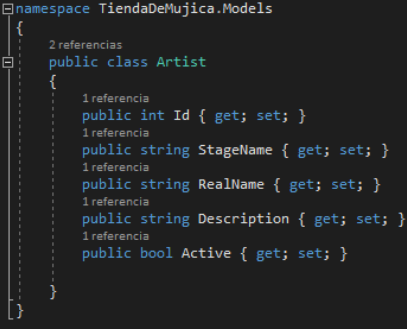 namespace TiendaDeMujica.Models
{
2 referencias
public class Artist
{
1 referencia
public int Id { get; set; }
1 referencia
public string StageName { get; set; }
1 referencia
public string RealName { get; set; }
1 referencia
public string Description { get; set; }
1 referencia
public bool Active { get; set; }
}
}